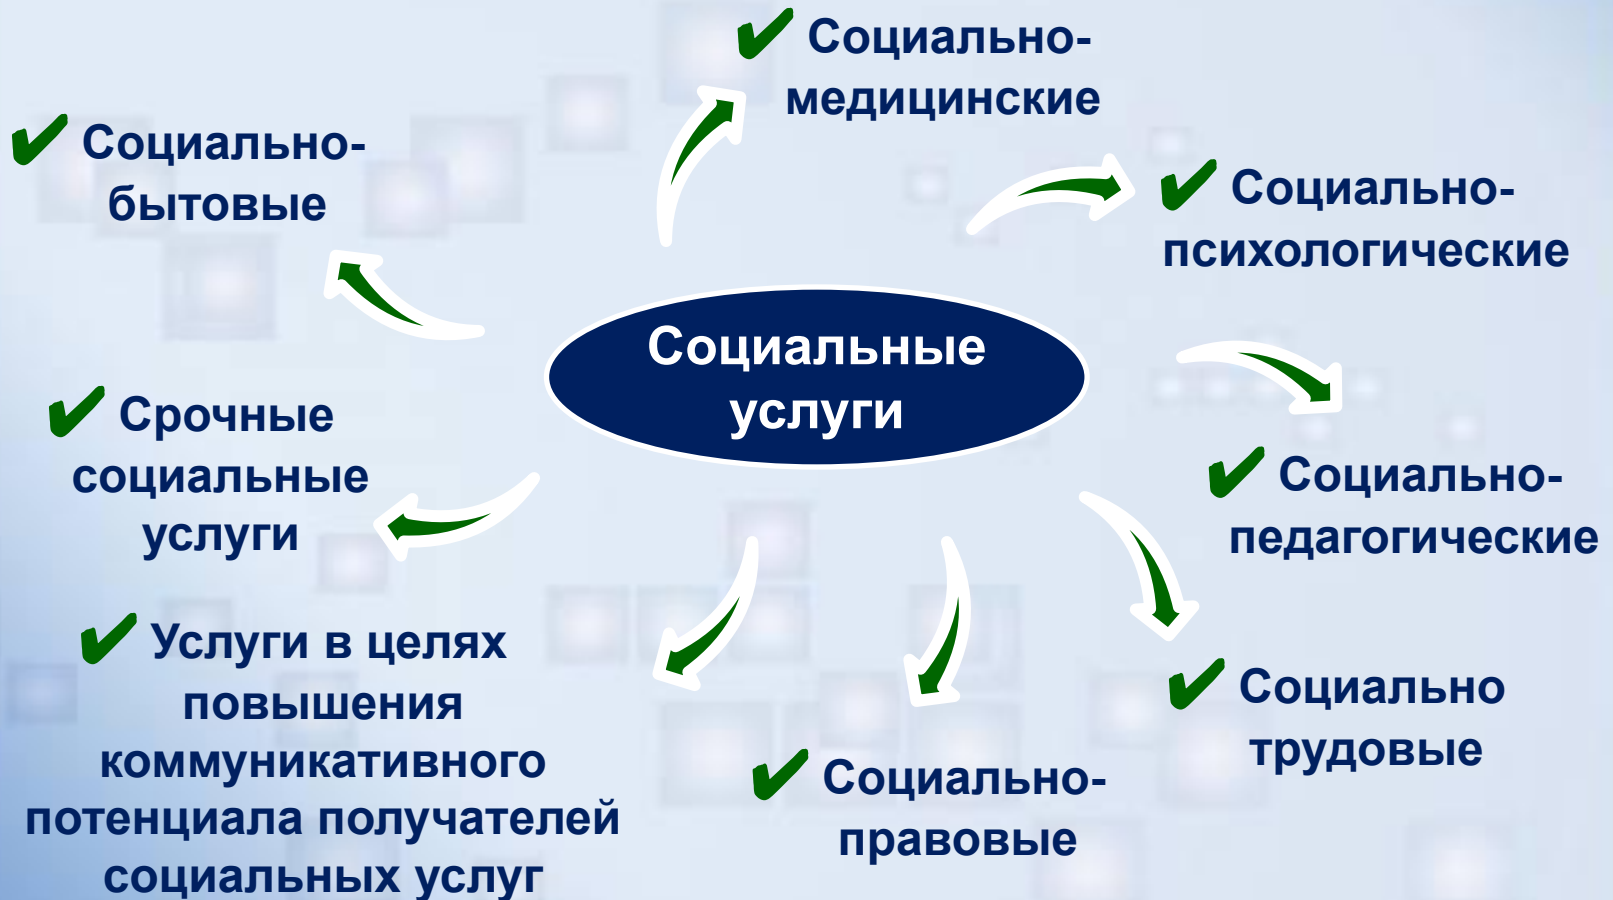 Социально-
медицинские
Социально-
бытовые
Социально-
психологические
Социальные
услуги
Срочные
социальные
услуги
Социально-
педагогические
Услуги в целях
повышения
коммуникативного
потенциала получателей
социальных услуг
Социально-
правовые
Социально
трудовые